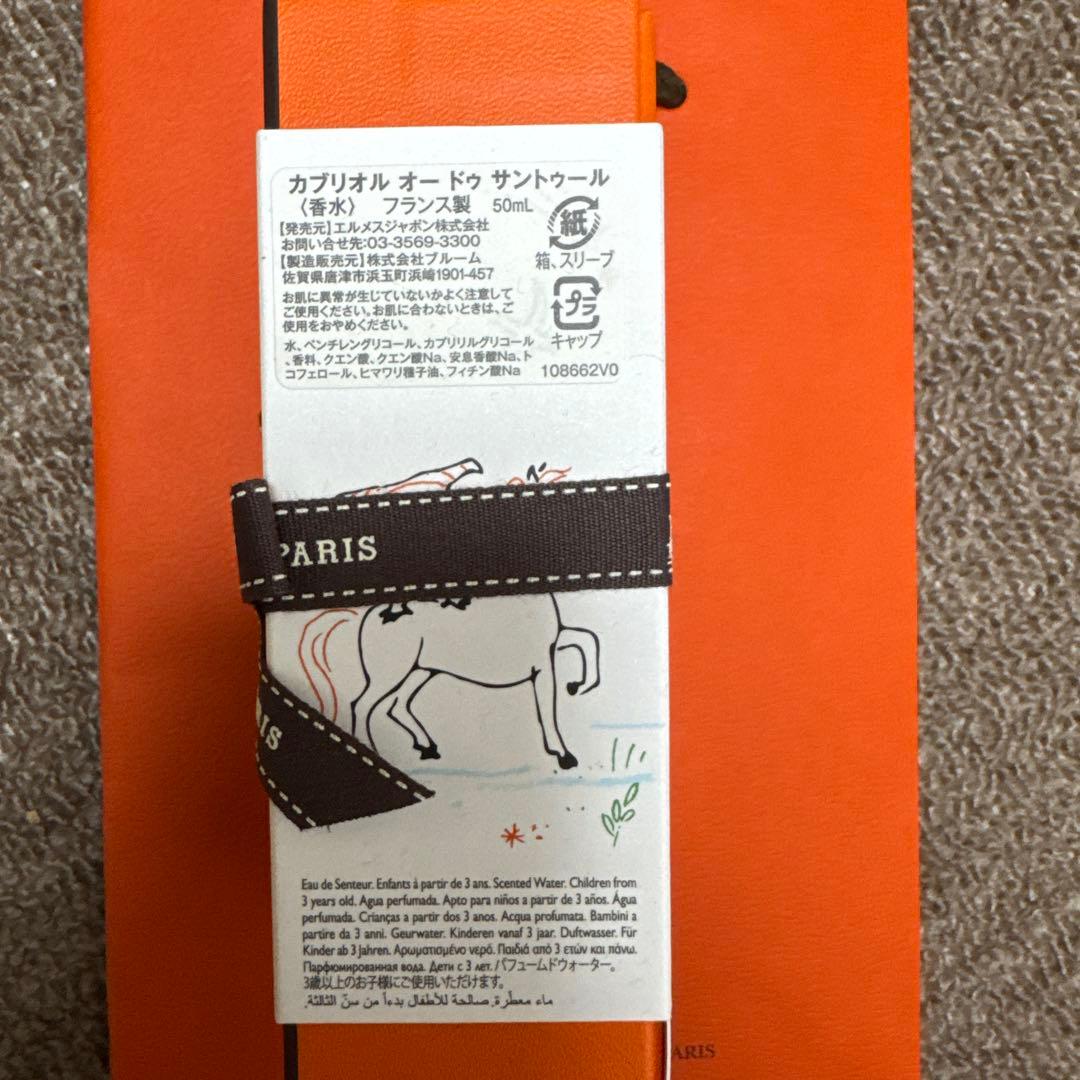 カブリオル オー ドゥ サントゥール
〈香水〉 フランス製 50mL
【発売元】エルメスジャポン株式会社
お問い合せ先:03-3569-3300
【製造販売元】株式会社ブルーム
佐賀県唐津市浜玉町浜崎1901-457
お肌に異常が生じていないかよく注意して
ご使用ください。お肌に合わないときは、ご
使用をおやめください。
水、ペンチレングリコール、カプリリルグリコール
、香料、クエン酸、クエン酸Na、安息香酸Na、ト
コフェロール、ヒマワリ種子油、フィチン酸Na
紙
箱、スリーブ
プラ
キャップ
108662V0
PARIS
RIS
Eau de Senteur. Enfants à partir de 3 ans. Scented Water. Children from
3 years old. Agua perfumada. Apto para niños a partir de 3 años. Água
perfumada. Crianças a partir dos 3 anos. Acqua profumata. Bambini a
partire da 3 anni. Geurwater. Kinderen vanaf 3 jaar. Duftwasser. Für
Kinder ab 3 Jahren. Αρωματισμένο νερό. Παιδιά από 3 ετών και πάνω.
Парфюмированная вода. Дети с 3 лет. パフュームドウォーター。
3歳以上のお子様にご使用いただけます。
ماء معطّرة. صالحة للأطفال بدءاً من سنّ الثالثة.
ARIS